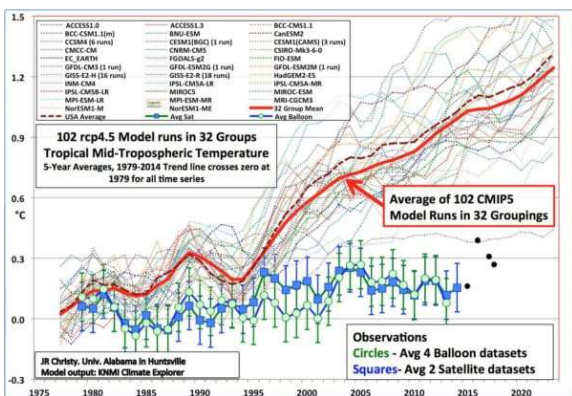 1.5
1.2
0.9
°C
0.6
0.3
0.0
-0.3
ACCESS1.0 ACCESS1.3 BCC-CMS1.1
BCC-CSM1.1(m) BNU-ESM CanESM2
CCSM4 (6 runs) CESM1(BGC) (1 run) CESM1(CAM5) (3 runs)
CMCC-CM CNRM-CM5 CSIRO-Mk3-6-0
EC_EARTH FGOALS-g2 FIO-ESM
GFDL-CM3 (1 run) GFDL-ESM2G (1 run) GFDL-ESM2M (1 run)
GISS-E2-H (16 runs) GISS-E2-R (18 runs) HadGEM2-ES
INM-CM4 IPSL-CM5A-LR IPSL-CM5A-MR
IPSL-CM5B-LR MIROC5 MIROC-ESM
MPI-ESM-LR MPI-ESM-MR MRI-CGCM3
NorESM1-M NorESM1-ME 32 Group Mean
USA Average Avg Sat Avg Balloon
102 rcp4.5 Model runs in 32 Groups
Tropical Mid-Tropospheric Temperature
5-Year Averages, 1979-2014 Trend line crosses zero at
1979 for all time series
Average of 102 CMIP5
Model Runs in 32 Groupings
JR Christy. Univ. Alabama in Huntsville
Model output: KNMI Climate Explorer
Observations
Circles - Avg 4 Balloon datasets
Squares- Avg 2 Satellite datasets
1975 1980 1985 1990 1995 2000 2005 2010 2015 2020